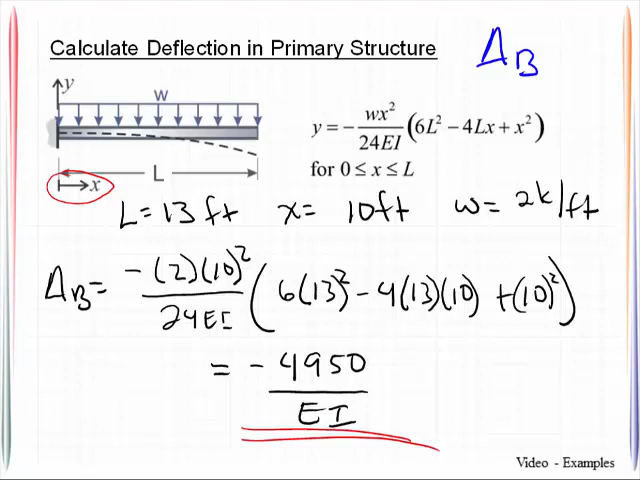 Calculate Deflection in Primary Structure
Δ_B
y
w
y = -wx²/24EI (6L² - 4Lx + x²)
for 0 ≤ x ≤ L
L
x
L = 13 ft x = 10 ft w = 2k/ft
Δ_B = -(2)(10)²/24EI (6(13)² - 4(13)(10) + (10)²)
= -4950/EI
Video - Examples